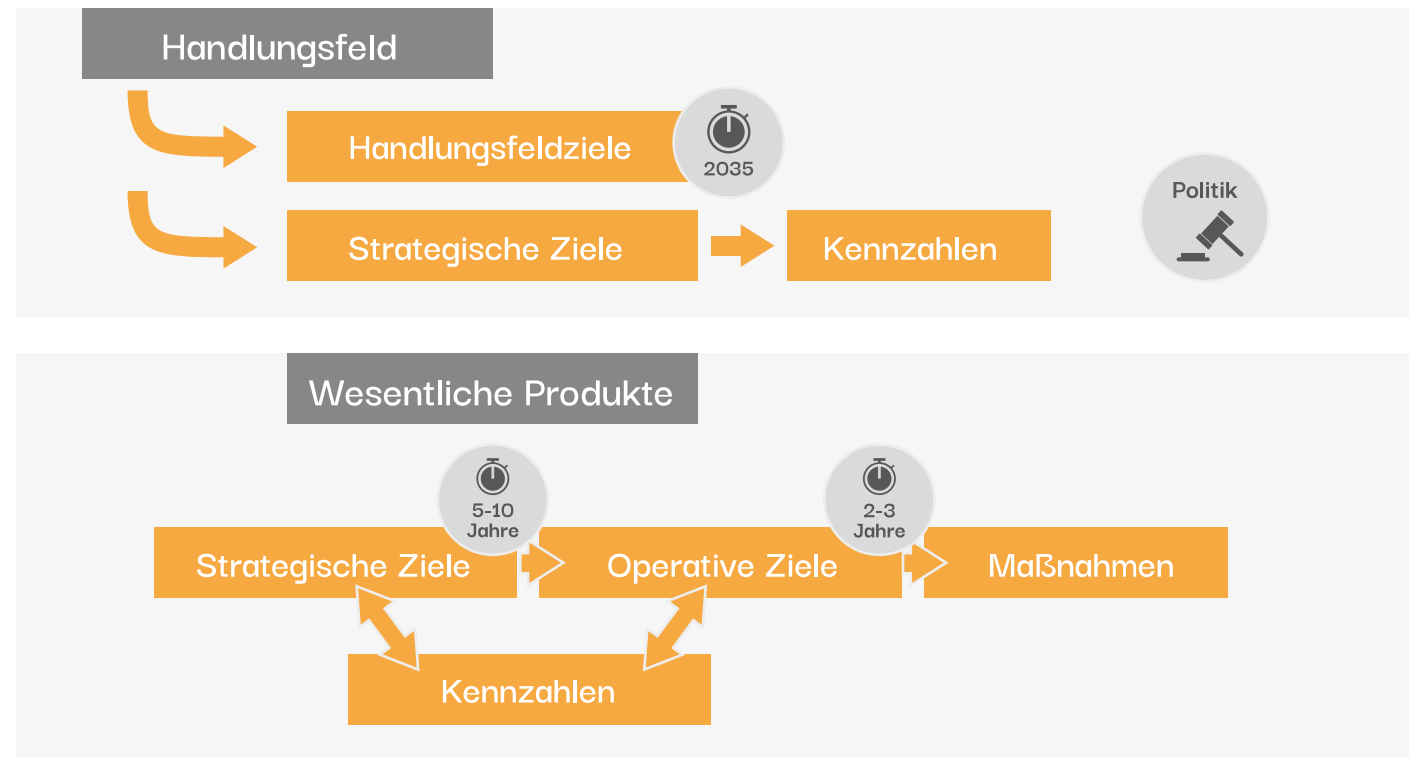 Handlungsfeld
Handlungsfeldziele
2035
Politik
Strategische Ziele
Kennzahlen
Wesentliche Produkte
5-10
Jahre
2-3
Jahre
Strategische Ziele
Operative Ziele
Maßnahmen
Kennzahlen